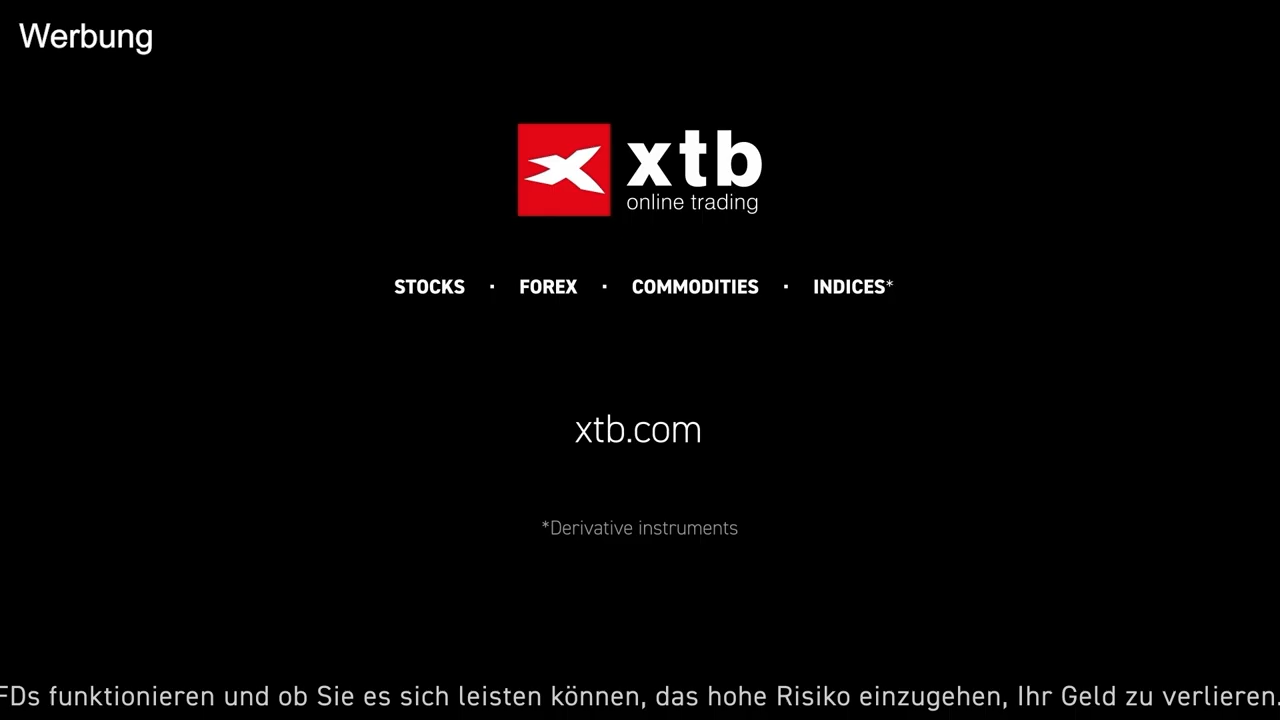 Werbung
xtb
online trading
STOCKS · FOREX · COMMODITIES · INDICES*
xtb.com
*Derivative instruments
FDs funktionieren und ob Sie es sich leisten können, das hohe Risiko einzugehen, Ihr Geld zu verlieren.